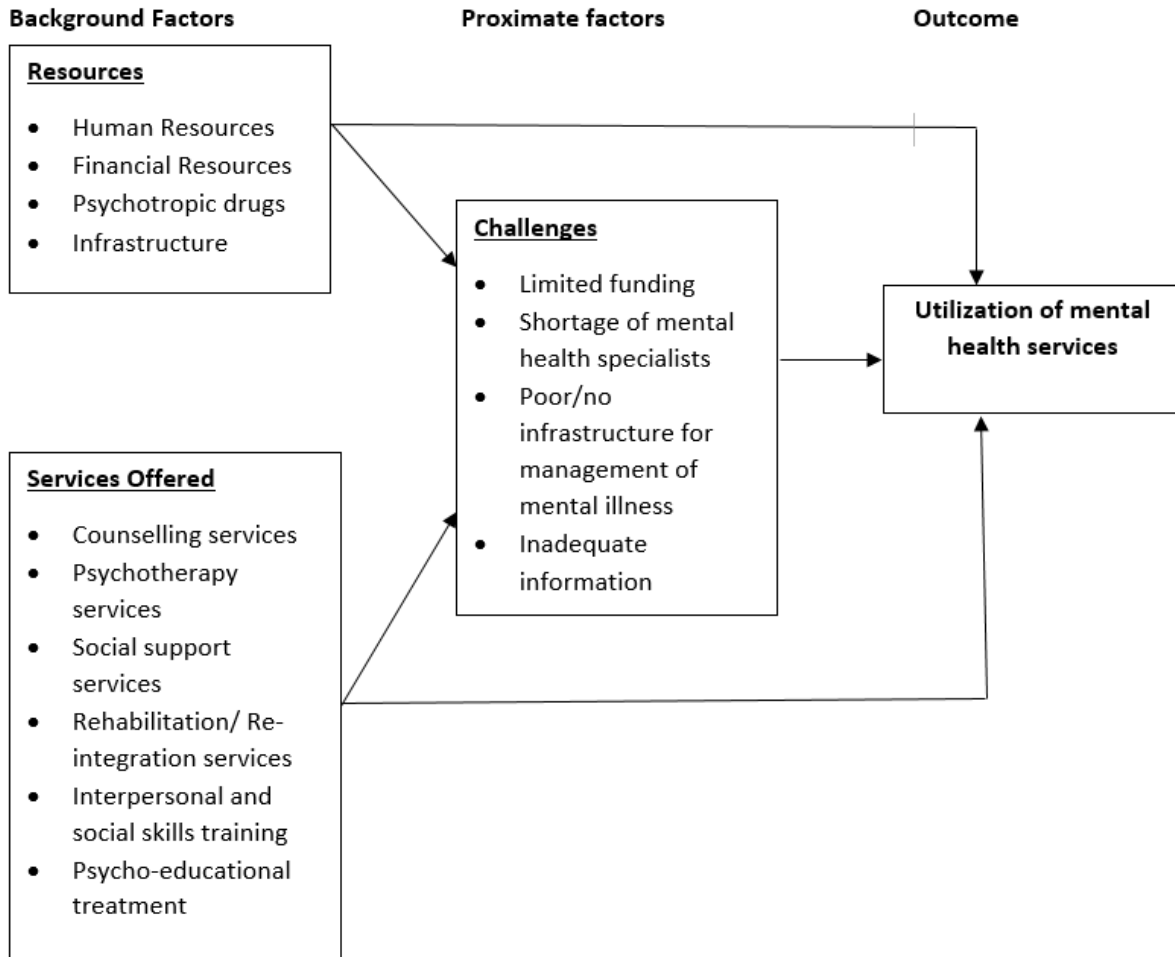 Background Factors
Proximate factors
Outcome
Resources
• Human Resources
• Financial Resources
• Psychotropic drugs
• Infrastructure
Challenges
• Limited funding
• Shortage of mental
health specialists
• Poor/no
infrastructure for
management of
mental illness
• Inadequate
information
Utilization of mental
health services
Services Offered
• Counselling services
• Psychotherapy
services
• Social support
services
• Rehabilitation/ Re-
integration services
• Interpersonal and
social skills training
• Psycho-educational
treatment